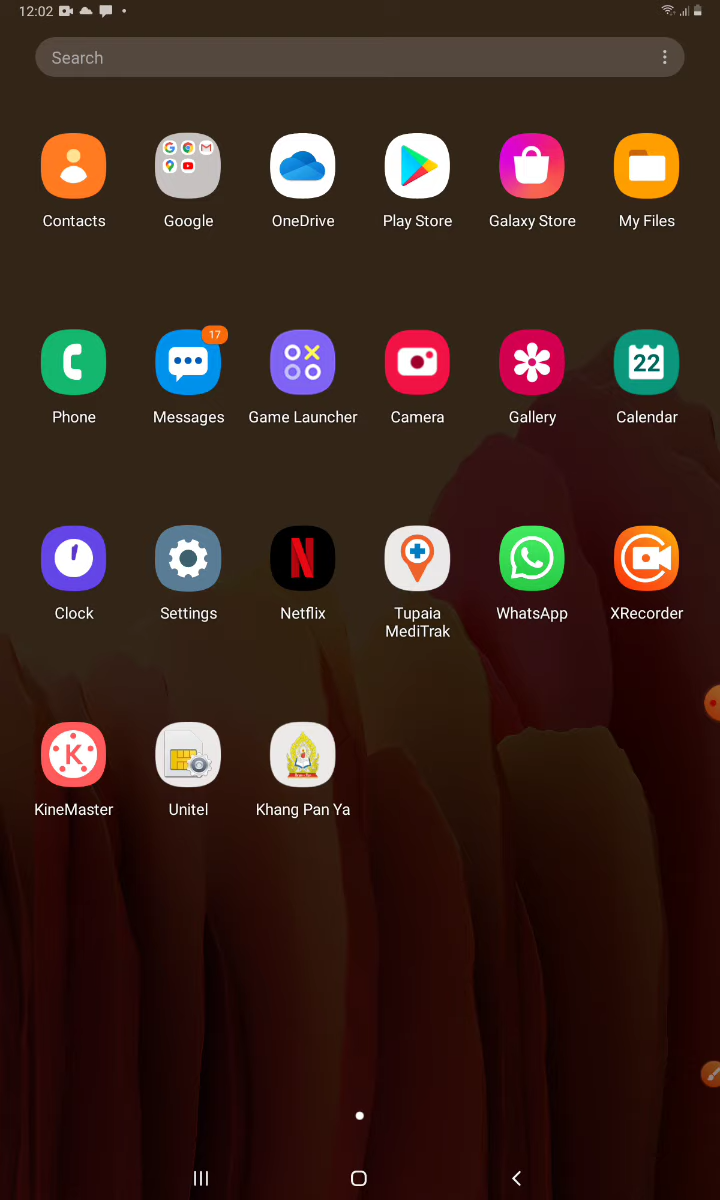 12:02
Search
Contacts
Google
OneDrive
Play Store
Galaxy Store
My Files
17
Phone
Messages
Game Launcher
Camera
Gallery
22
Calendar
Clock
Settings
Netflix
Tupaia
MediTrak
WhatsApp
XRecorder
K
KineMaster
Unitel
Khang Pan Ya